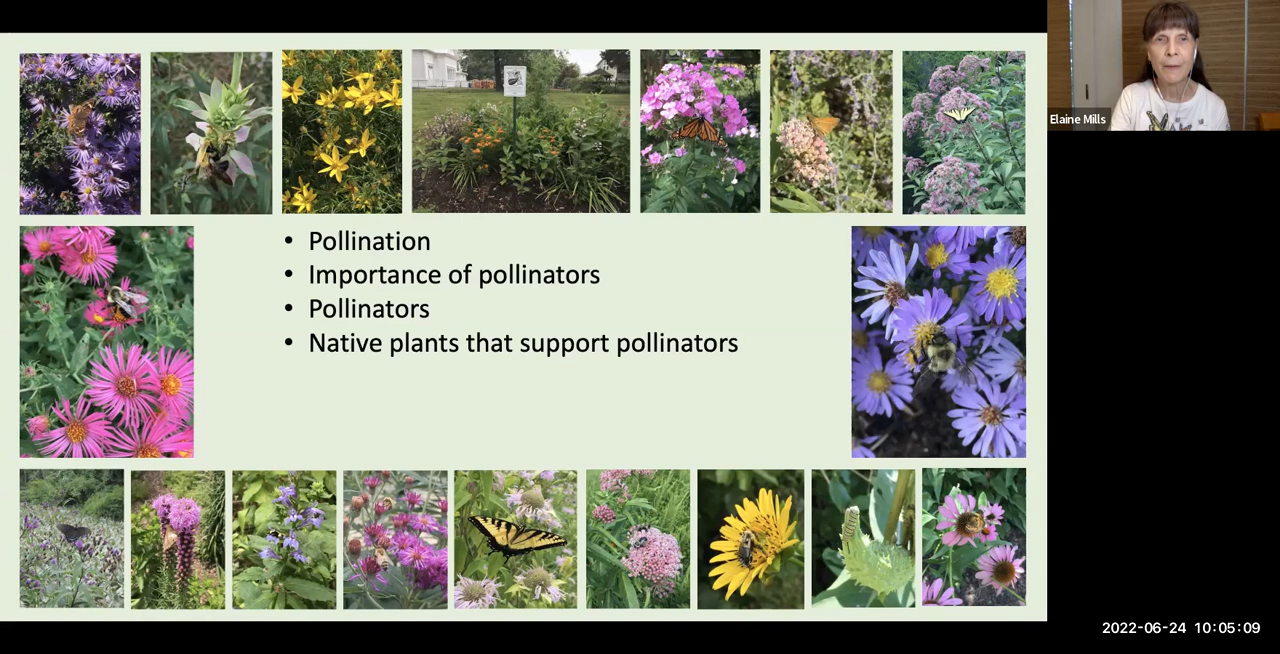 Elaine Mills
• Pollination
• Importance of pollinators
• Pollinators
• Native plants that support pollinators
2022-06-24 10:05:09